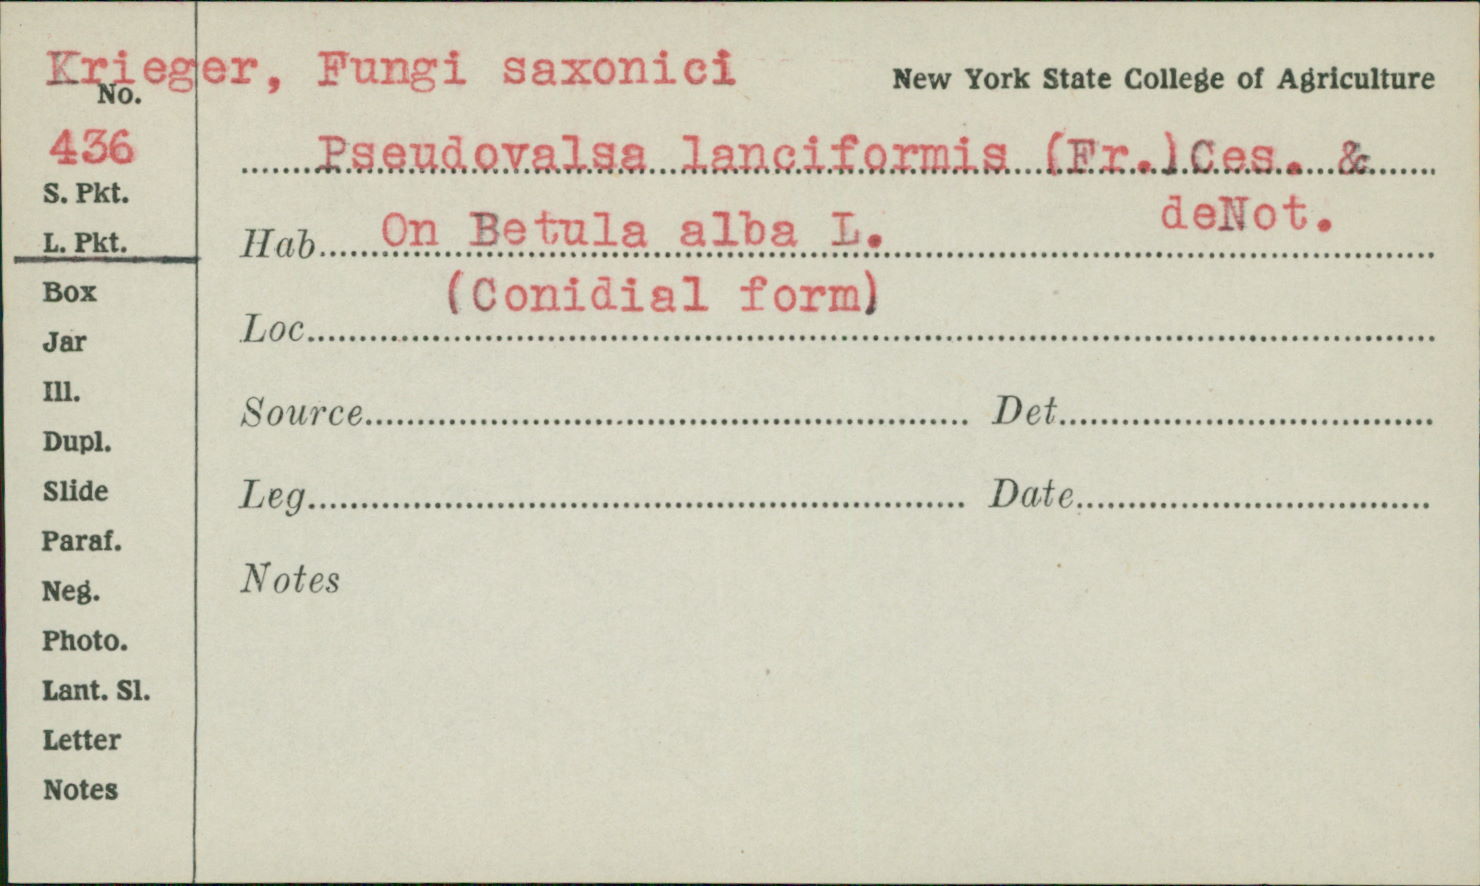 Krieger, Fungi saxonici
New York State College of Agriculture
No.
436
Pseudovalsa lanciformis (Fr.)Ces. &
deNot.
S. Pkt.
L. Pkt.
Hab. On Betula alba L.
(Conidial form)
Box
Loc.
Jar
Ill.
Source Det.
Dupl.
Slide
Leg. Date
Paraf.
Neg.
Notes
Photo.
Lant. Sl.
Letter
Notes